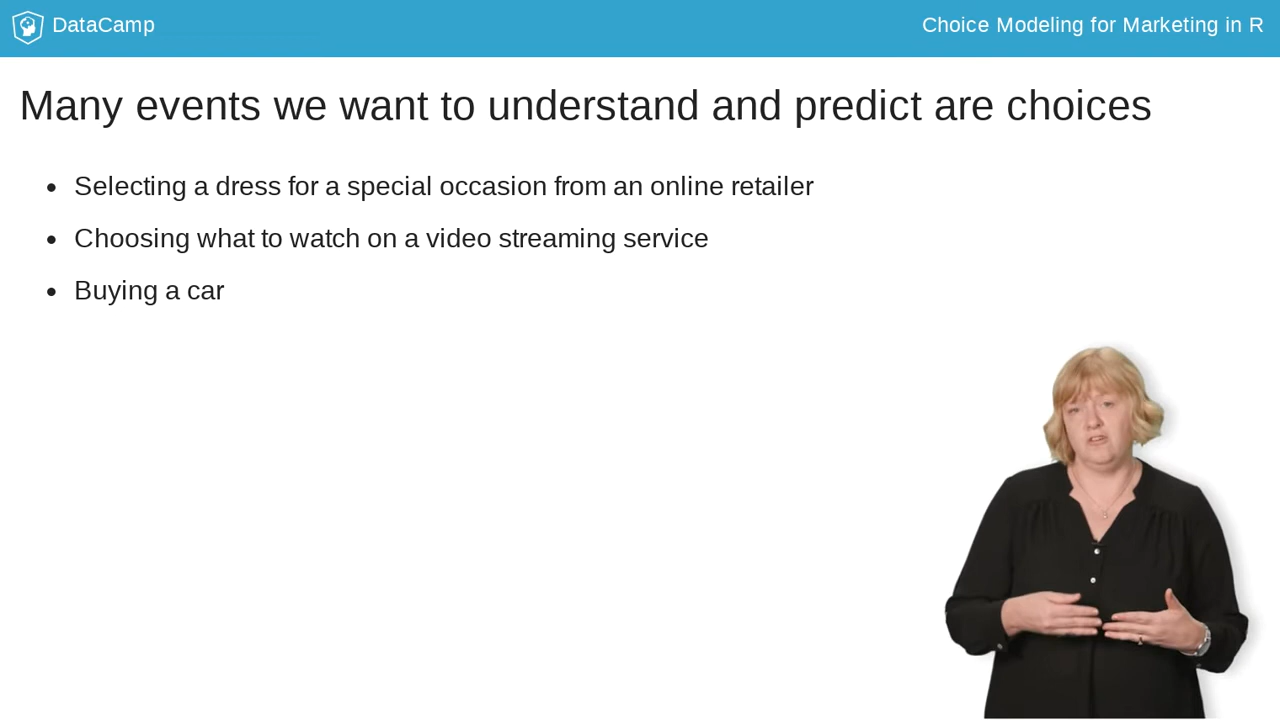 DataCamp
Choice Modeling for Marketing in R
Many events we want to understand and predict are choices
Selecting a dress for a special occasion from an online retailer
Choosing what to watch on a video streaming service
Buying a car